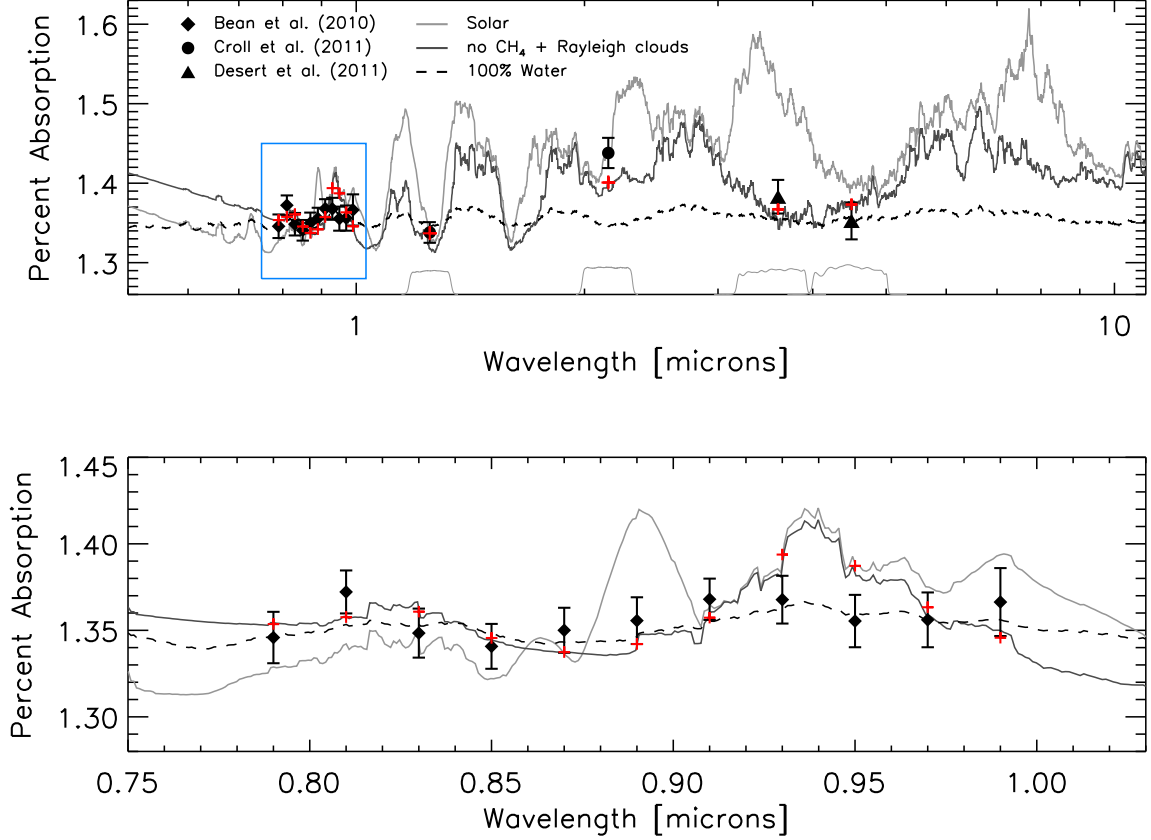 1.6
1.5
1.4
1.3
Percent Absorption
Bean et al. (2010)
Croll et al. (2011)
Desert et al. (2011)
Solar
no CH₄ + Rayleigh clouds
100% Water
1
10
Wavelength [microns]
1.45
1.40
1.35
1.30
Percent Absorption
0.75
0.80
0.85
0.90
0.95
1.00
Wavelength [microns]